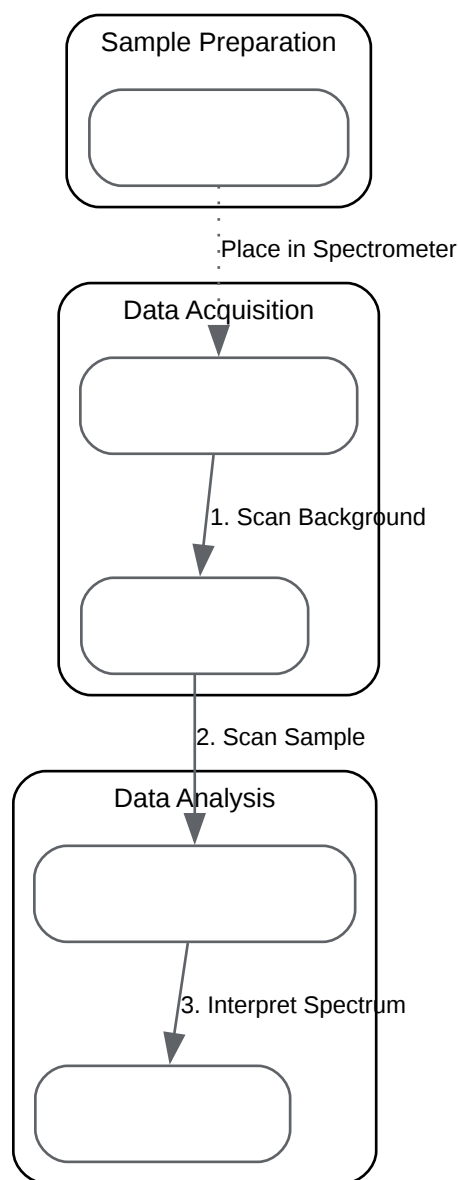 Sample Preparation
Place in Spectrometer
Data Acquisition
1. Scan Background
2. Scan Sample
Data Analysis
3. Interpret Spectrum